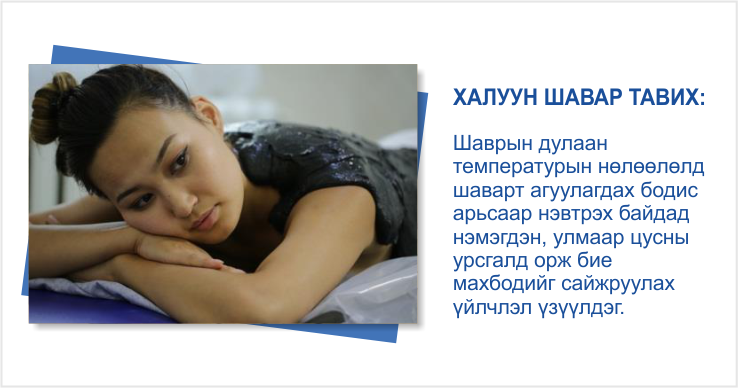 ХАЛУУН ШАВАР ТАВИХ:
Шаврын дулаан
температурын нөлөөлөлд
шаварт агуулагдах бодис
арьсаар нэвтрэх байдад
нэмэгдэн, улмаар цусны
урсгалд орж бие
махбодийг сайжруулах
үйлчлэл үзүүлдэг.